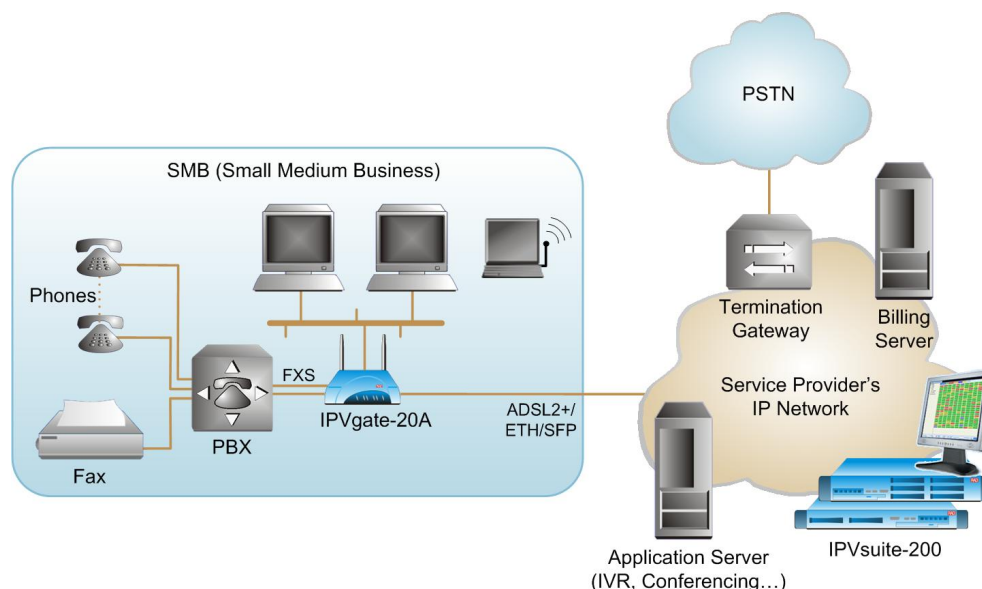 PSTN
SMB (Small Medium Business)
Phones
Termination
Gateway
Billing
Server
FXS
IPVgate-20A
PBX
Fax
ADSL2+/
ETH/SFP
Service Provider's
IP Network
Application Server
(IVR, Conferencing…)
IPVsuite-200